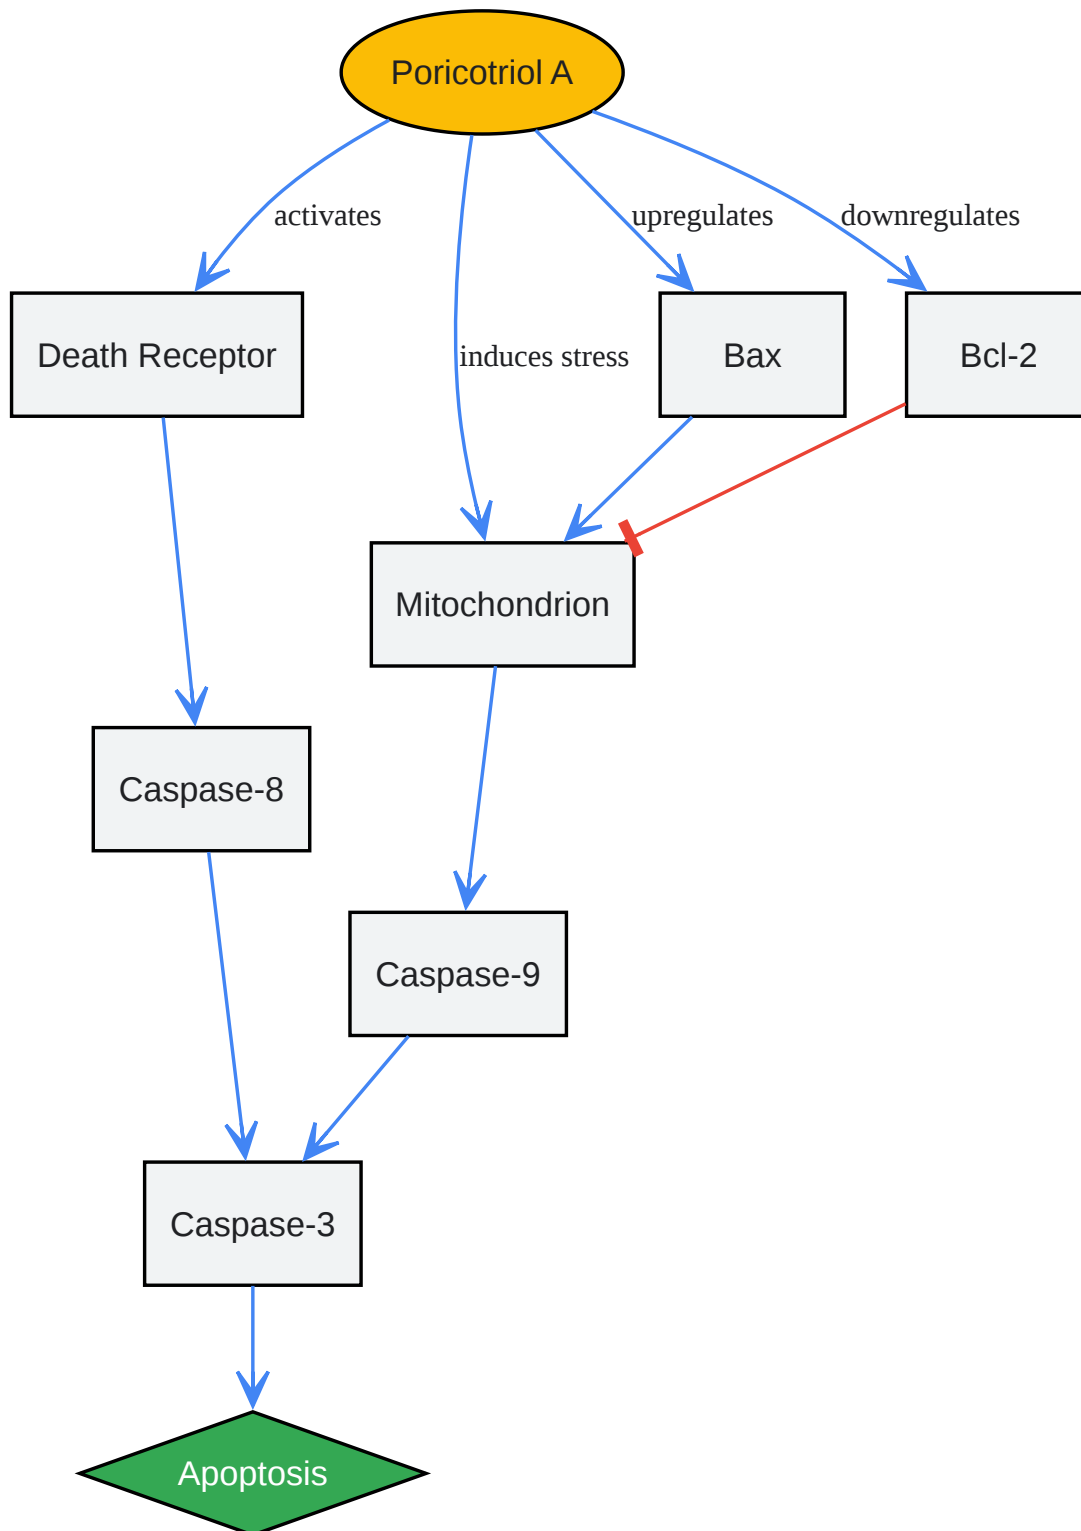 Poricotriol A
activates
upregulates
downregulates
Death Receptor
induces stress
Bax
Bcl-2
Mitochondrion
Caspase-8
Caspase-9
Caspase-3
Apoptosis